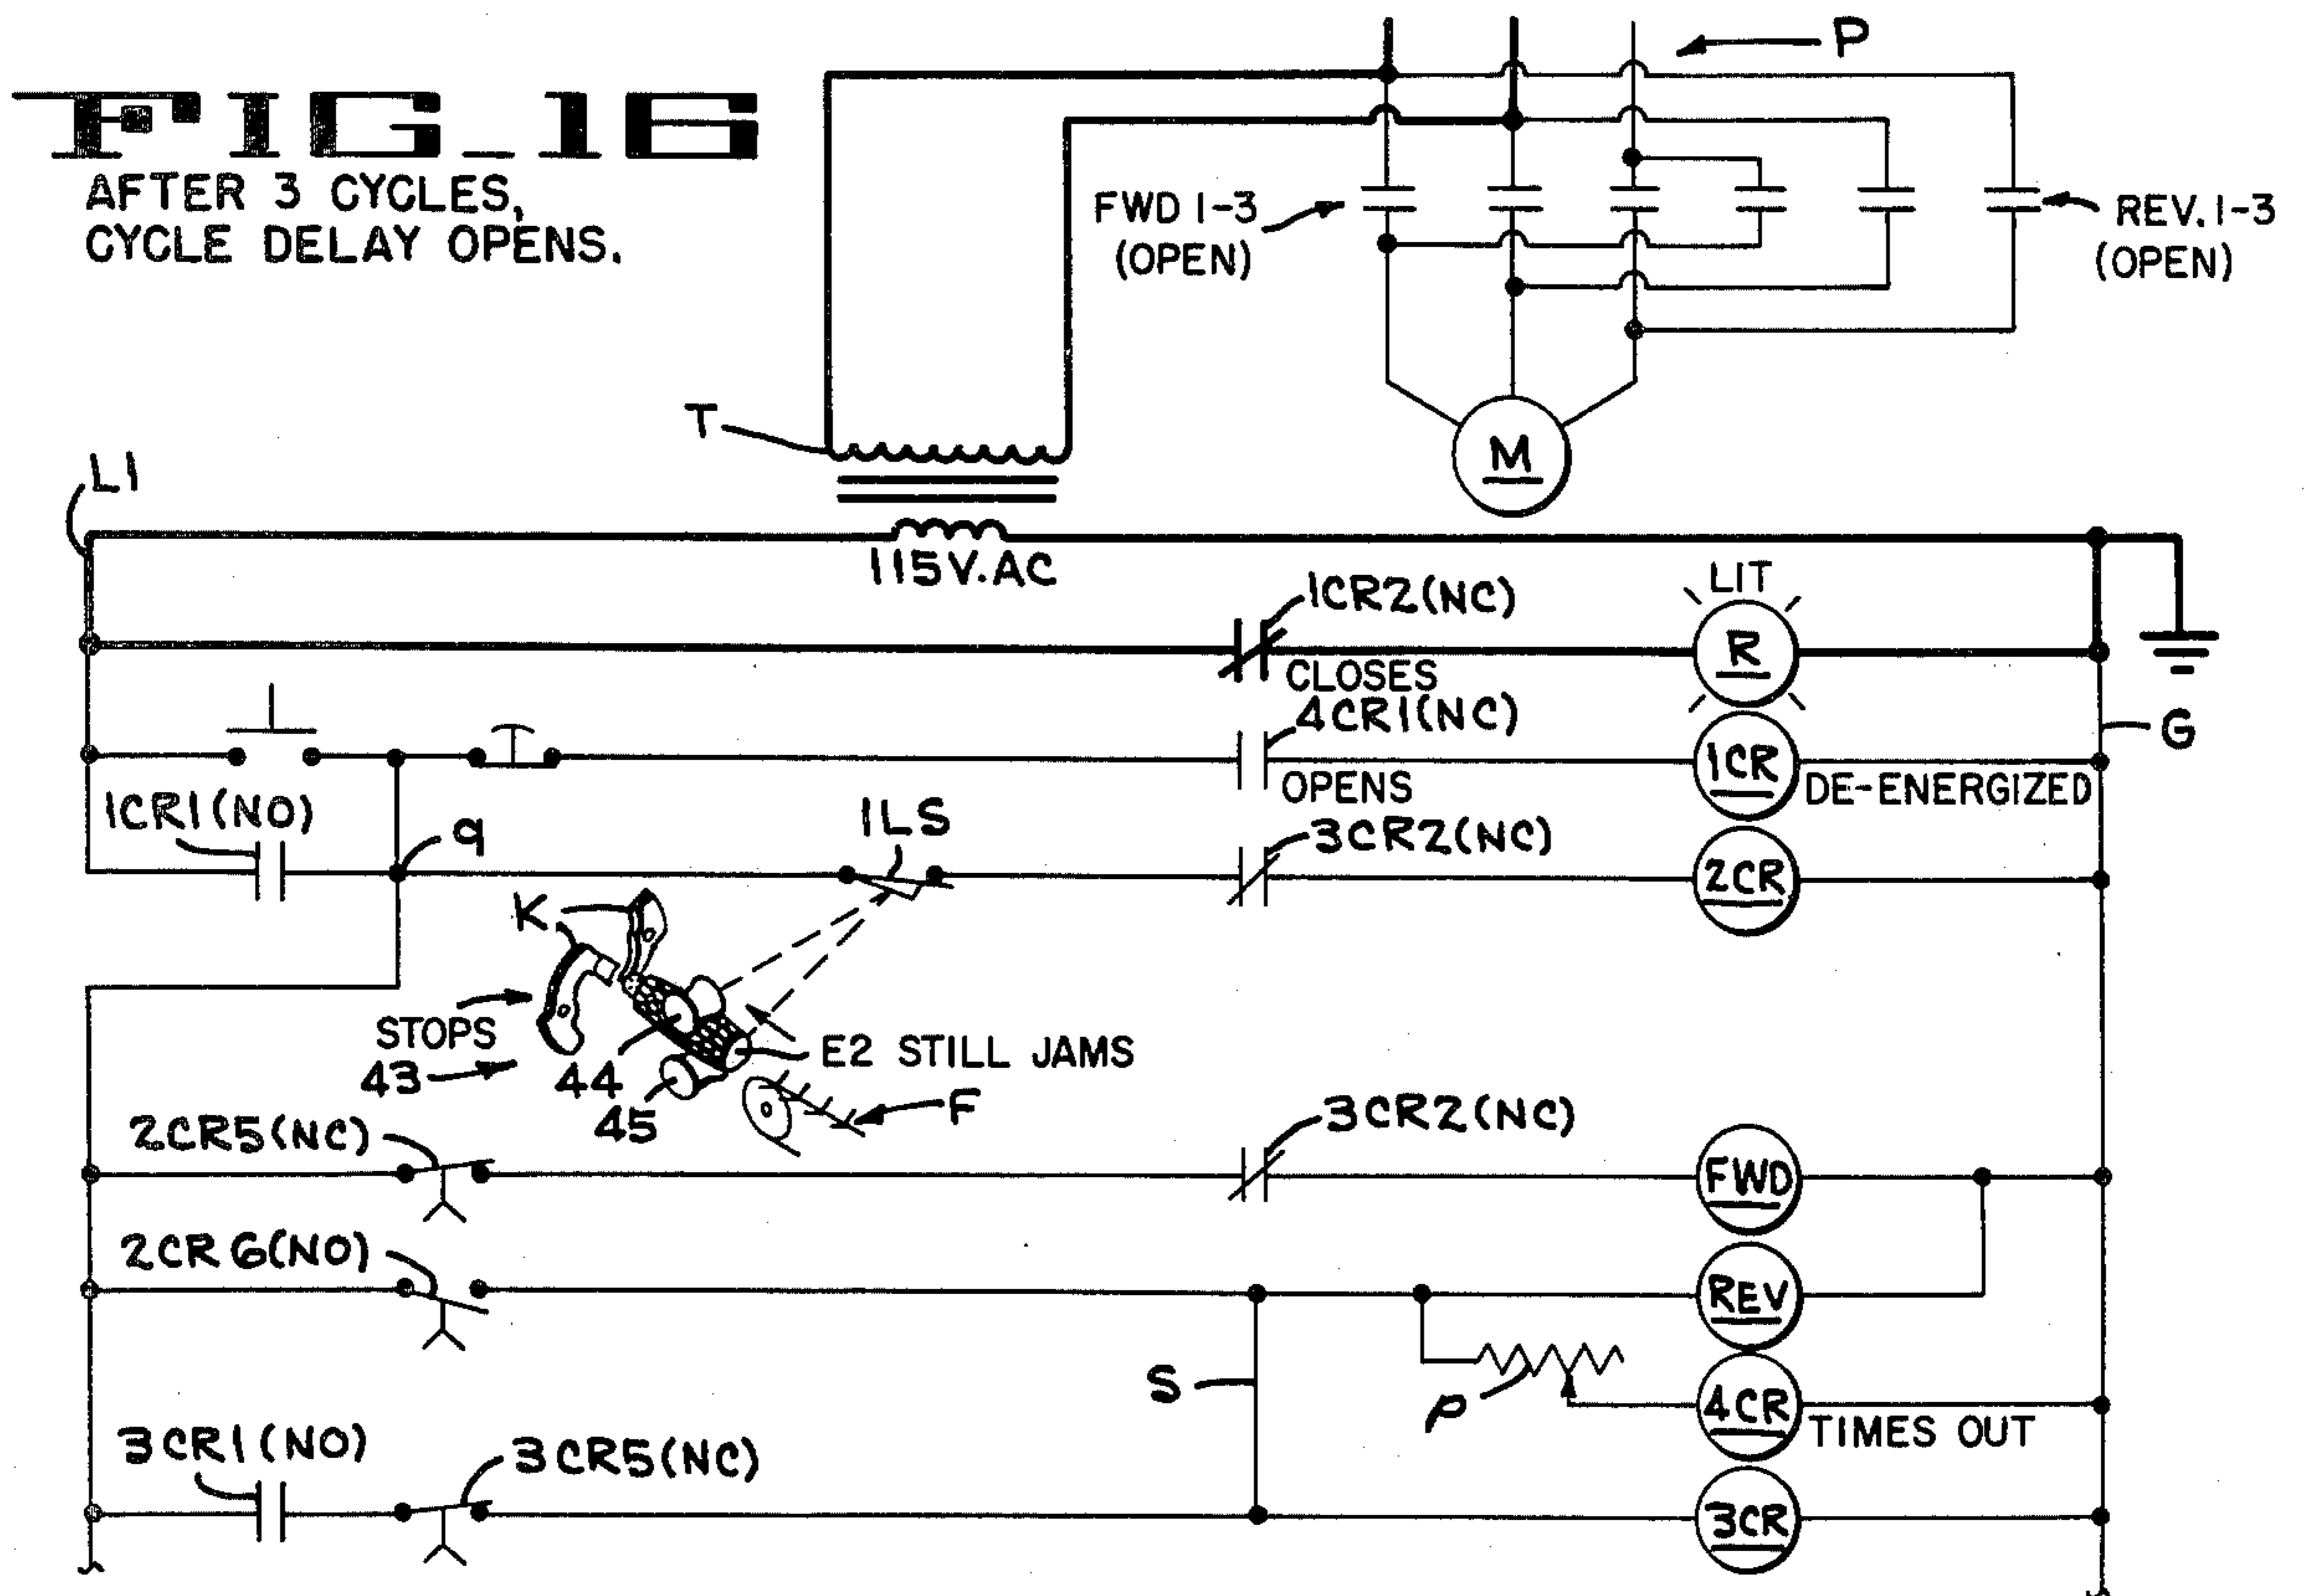 FIG_16
AFTER 3 CYCLES,
CYCLE DELAY OPENS.
P
FWD 1-3
(OPEN)
REV. 1-3
(OPEN)
T
M
L1
115V.AC
1CR2(NC)
LIT
R
CLOSES
4CR1(NC)
G
1CR
OPENS
DE-ENERGIZED
1CR1(NO)
q
1LS
3CR2(NC)
2CR
K
STOPS
43
44
45
E2 STILL JAMS
F
2CR5(NC)
3CR2(NC)
FWD
2CR6(NO)
REV
S
p
4CR
TIMES OUT
3CR1(NO)
3CR5(NC)
3CR